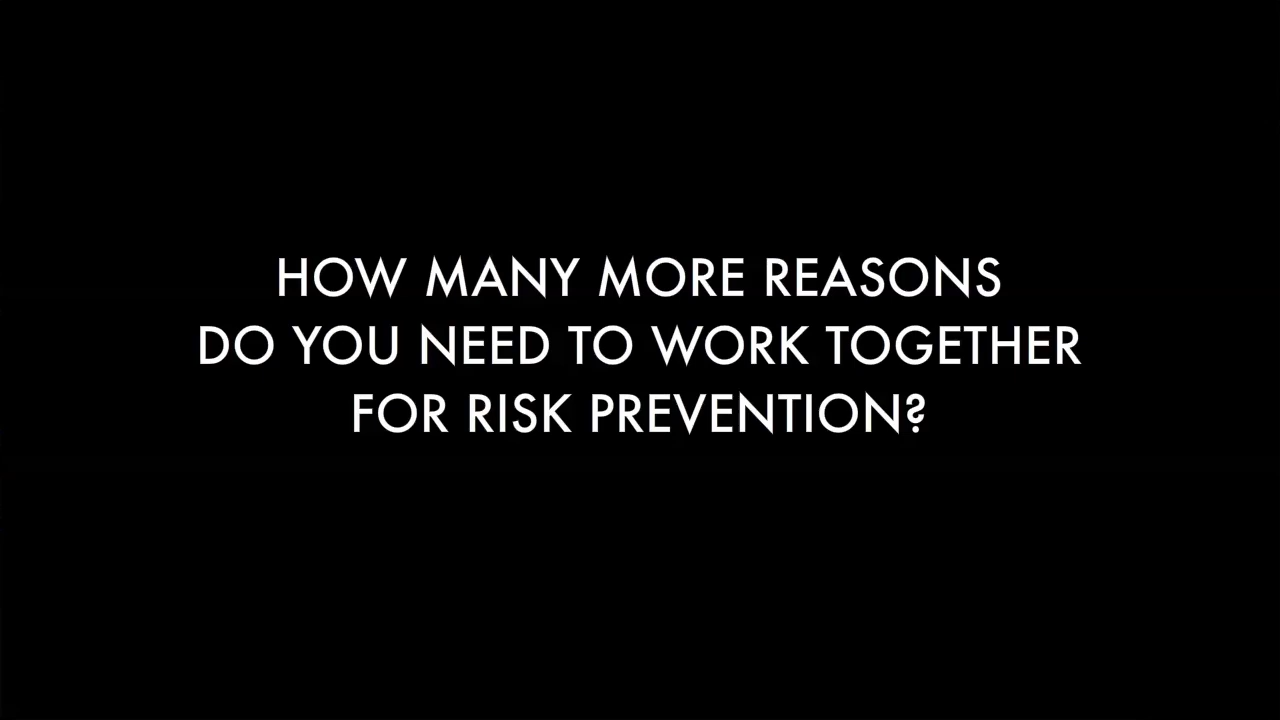 HOW MANY MORE REASONS
DO YOU NEED TO WORK TOGETHER
FOR RISK PREVENTION?